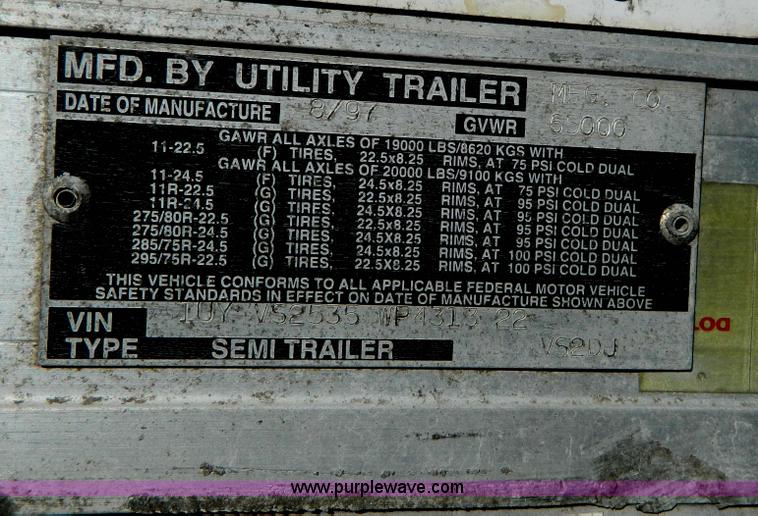 MFD. BY UTILITY TRAILER MFG. CO.
DATE OF MANUFACTURE 8/97 GVWR
GAWR ALL AXLES OF 19000 LBS/8620 KGS WITH
11-22.5 (F) TIRES, 22.5x8.25 RIMS, AT 75 PSI COLD DUAL
GAWR ALL AXLES OF 20000 LBS/9100 KGS WITH
11-24.5 (F) TIRES, 24.5x8.25 RIMS, AT 75 PSI COLD DUAL
11R-22.5 (G) TIRES, 22.5x8.25 RIMS, AT 95 PSI COLD DUAL
11R-24.5 (G) TIRES, 24.5x8.25 RIMS, AT 95 PSI COLD DUAL
275/80R-22.5 (G) TIRES, 22.5x8.25 RIMS, AT 95 PSI COLD DUAL
275/80R-24.5 (G) TIRES, 24.5x8.25 RIMS, AT 95 PSI COLD DUAL
285/75R-24.5 (G) TIRES, 24.5x8.25 RIMS, AT 100 PSI COLD DUAL
295/75R-22.5 (G) TIRES, 22.5x8.25 RIMS, AT 100 PSI COLD DUAL
THIS VEHICLE CONFORMS TO ALL APPLICABLE FEDERAL MOTOR VEHICLE
SAFETY STANDARDS IN EFFECT ON DATE OF MANUFACTURE SHOWN ABOVE
VIN 1UY VS2535 WP4313 22
TYPE SEMI TRAILER VS2DJ
DOT
www.purplewave.com